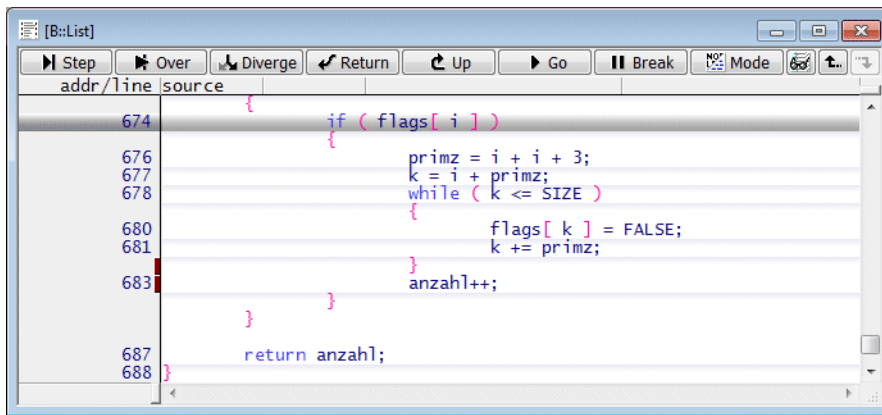 [B::List]
Step Over Diverge Return Up Go Break Mode
addr/line source
{
674 if ( flags[ i ] )
{
676 primz = i + i + 3;
677 k = i + primz;
678 while ( k <= SIZE )
{
680 flags[ k ] = FALSE;
681 k += primz;
}
683 anzahl++;
}
}
687 return anzahl;
688 }